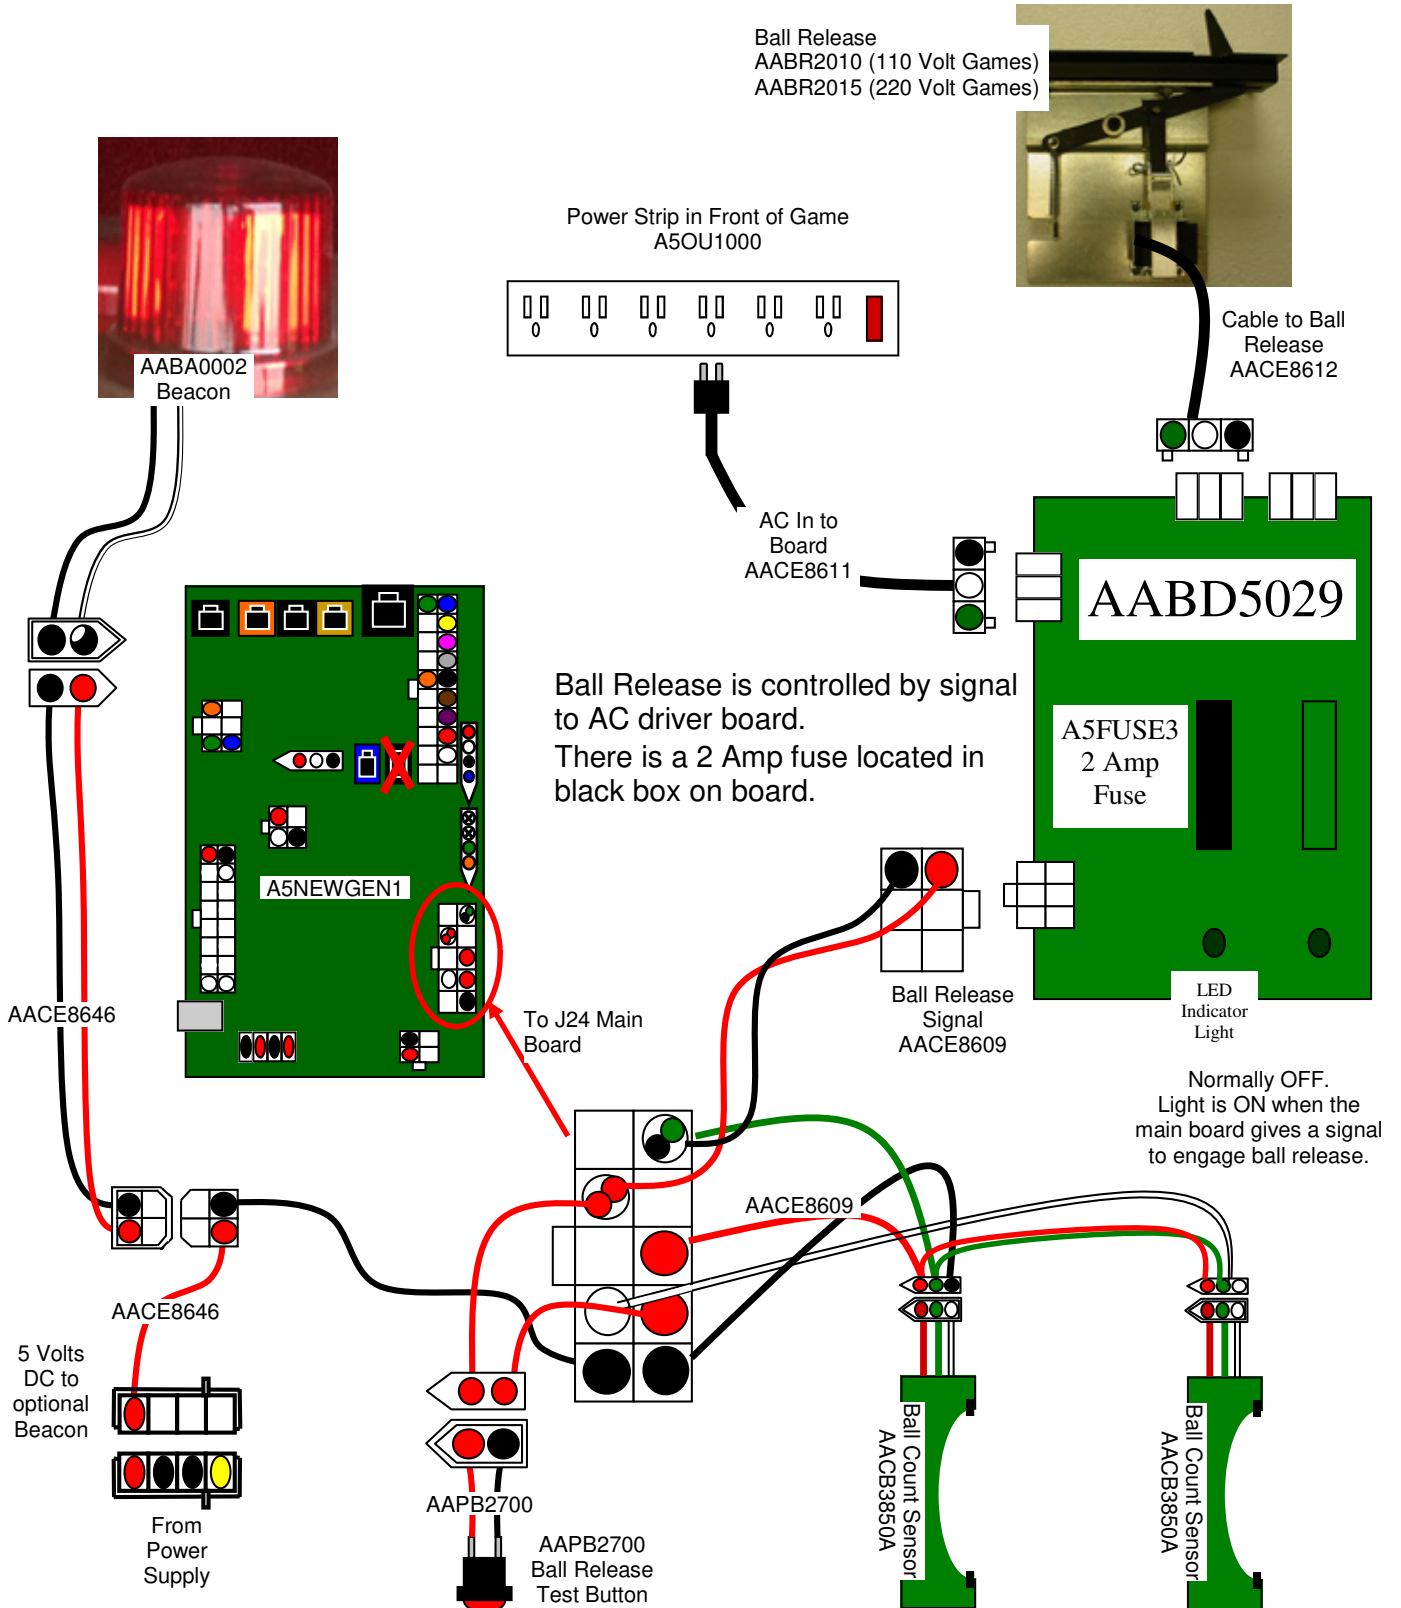 Ball Release
AABR2010 (110 Volt Games)
AABR2015 (220 Volt Games)
Power Strip in Front of Game
A5OU1000
AABA0002
Beacon
Cable to Ball
Release
AACE8612
AC In to
Board
AACE8611
AABD5029
Ball Release is controlled by signal
to AC driver board.
There is a 2 Amp fuse located in
black box on board.
A5FUSE3
2 Amp
Fuse
A5NEWGEN1
AACE8646
To J24 Main
Board
Ball Release
Signal
AACE8609
LED
Indicator
Light
Normally OFF.
Light is ON when the
main board gives a signal
to engage ball release.
AACE8609
AACE8646
5 Volts
DC to
optional
Beacon
From
Power
Supply
AAPB2700
AAPB2700
Ball Release
Test Button
Ball Count Sensor
AACB3850A
Ball Count Sensor
AACB3850A